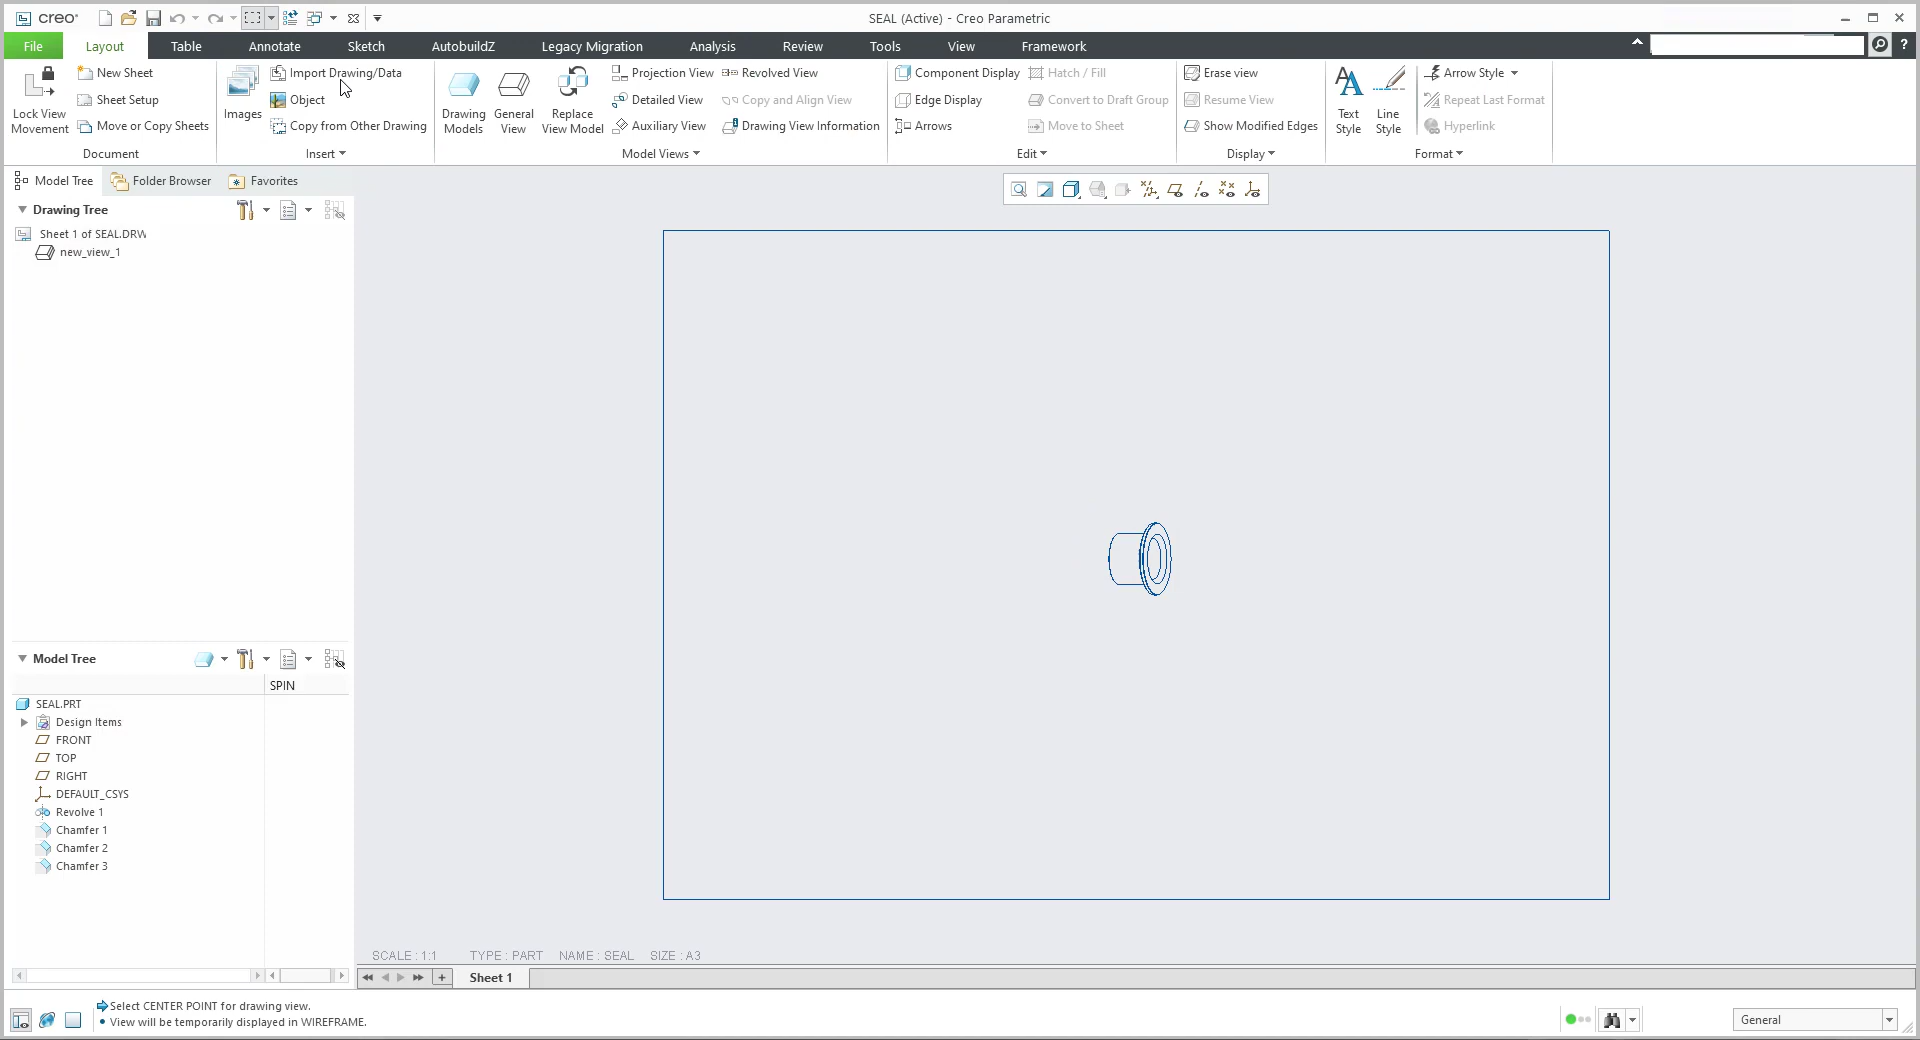 creo
SEAL (Active) - Creo Parametric
File
Layout
Table
Annotate
Sketch
AutobuildZ
Legacy Migration
Analysis
Review
Tools
View
Framework
?
Lock View
Movement
New Sheet
Sheet Setup
Move or Copy Sheets
Document
Images
Import Drawing/Data
Object
Copy from Other Drawing
Insert
Drawing
Models
General
View
Replace
View Model
Projection View
Detailed View
Auxiliary View
Revolved View
Copy and Align View
Drawing View Information
Model Views
Component Display
Edge Display
Arrows
Hatch / Fill
Convert to Draft Group
Move to Sheet
Edit
Erase view
Resume View
Show Modified Edges
Display
Text
Style
Line
Style
Arrow Style
Repeat Last Format
Hyperlink
Format
Model Tree
Folder Browser
Favorites
Drawing Tree
Sheet 1 of SEAL.DRW
new_view_1
Model Tree
SPIN
SEAL.PRT
Design Items
FRONT
TOP
RIGHT
DEFAULT_CSYS
Revolve 1
Chamfer 1
Chamfer 2
Chamfer 3
SCALE : 1:1 TYPE : PART NAME : SEAL SIZE : A3
Sheet 1
Select CENTER POINT for drawing view.
• View will be temporarily displayed in WIREFRAME.
General